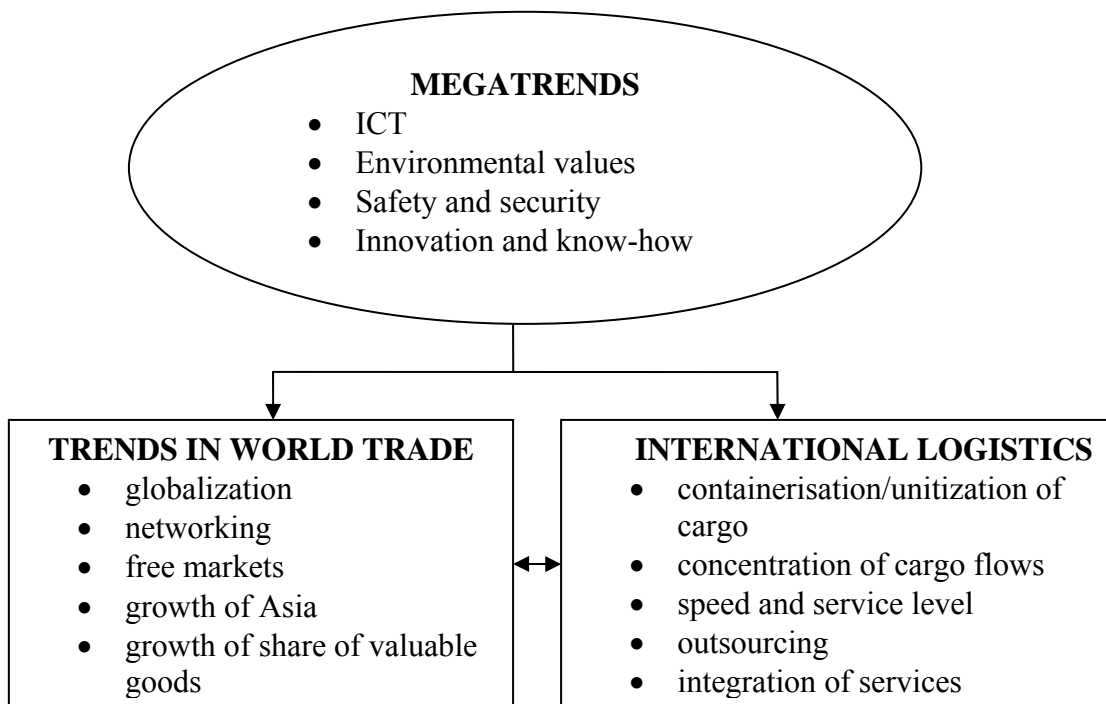 MEGATRENDS
• ICT
• Environmental values
• Safety and security
• Innovation and know-how
TRENDS IN WORLD TRADE
• globalization
• networking
• free markets
• growth of Asia
• growth of share of valuable
goods
INTERNATIONAL LOGISTICS
• containerisation/unitization of
cargo
• concentration of cargo flows
• speed and service level
• outsourcing
• integration of services